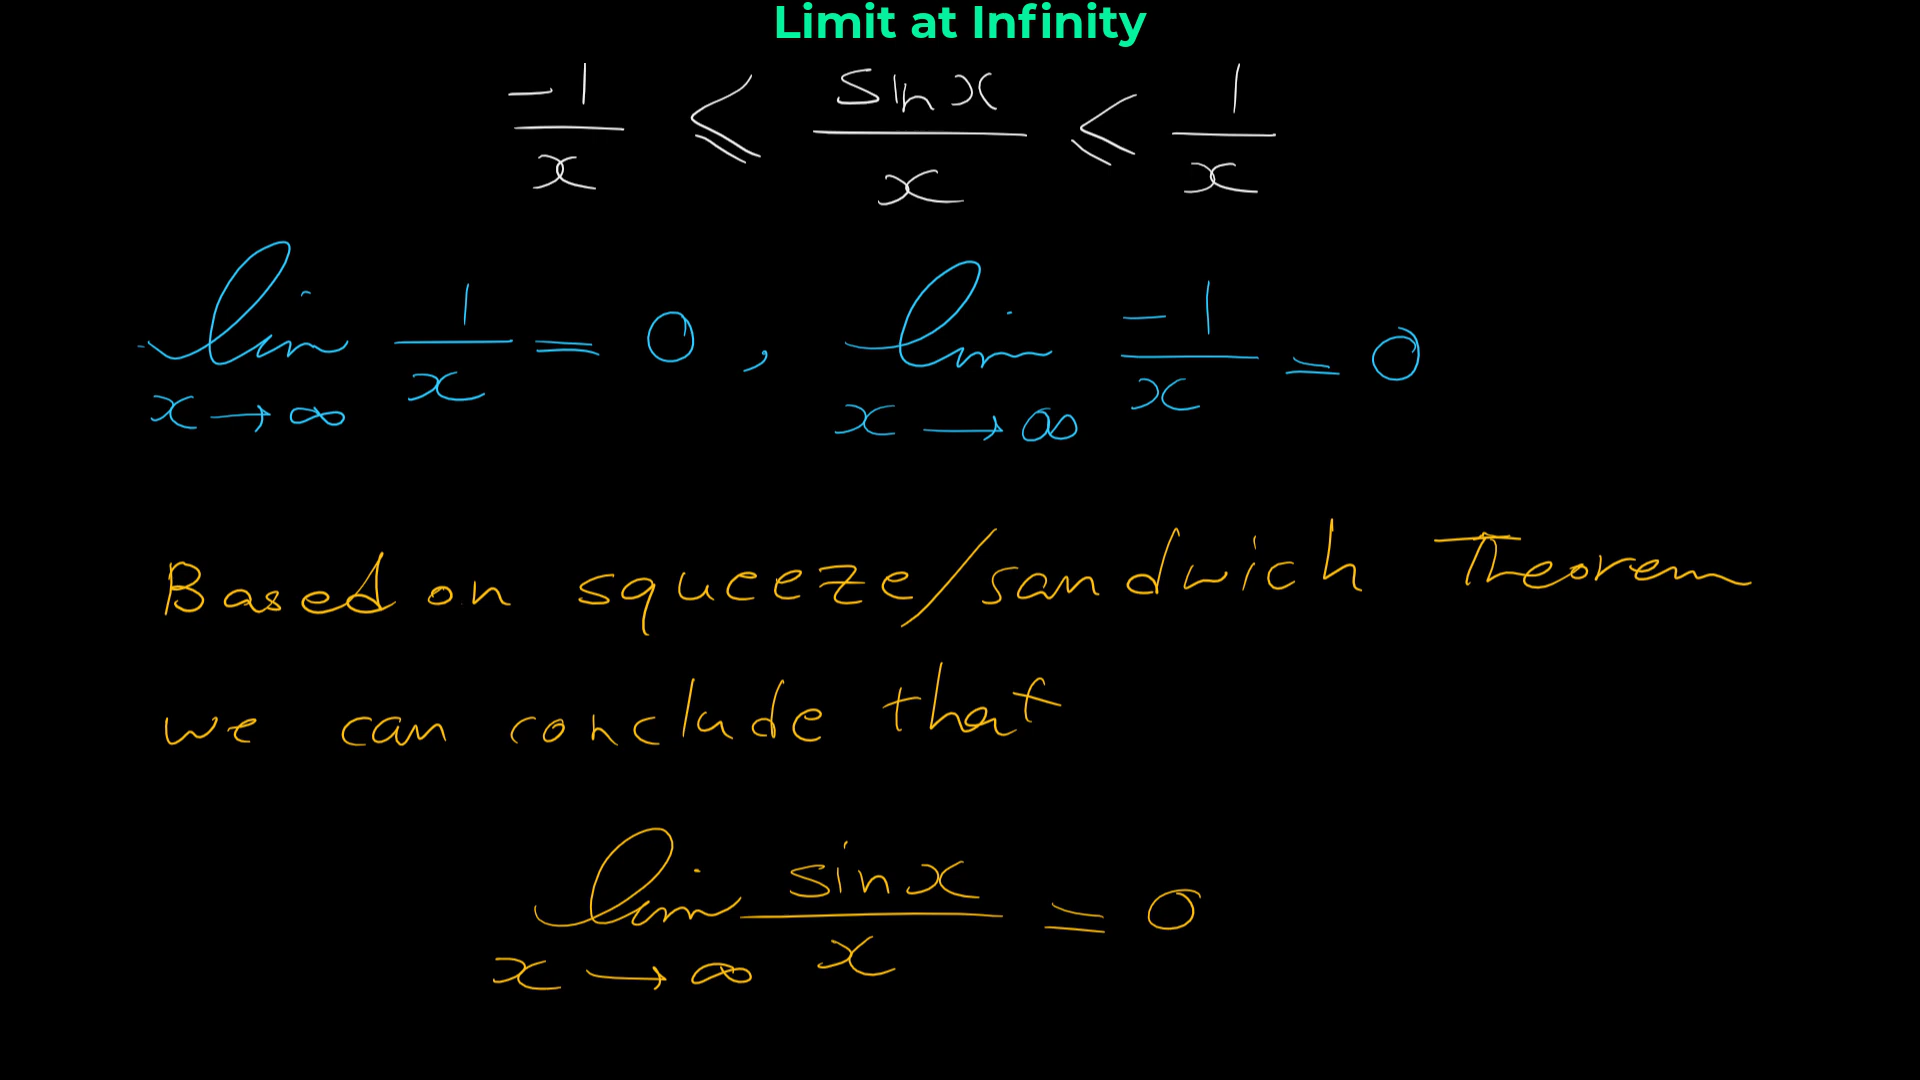 Limit at Infinity
-1/x ≤ sin x/x ≤ 1/x
lim x→∞ 1/x = 0 , lim x→∞ -1/x = 0
Based on squeeze/sandwich Theorem
we can conclude that
lim x→∞ sin x/x = 0